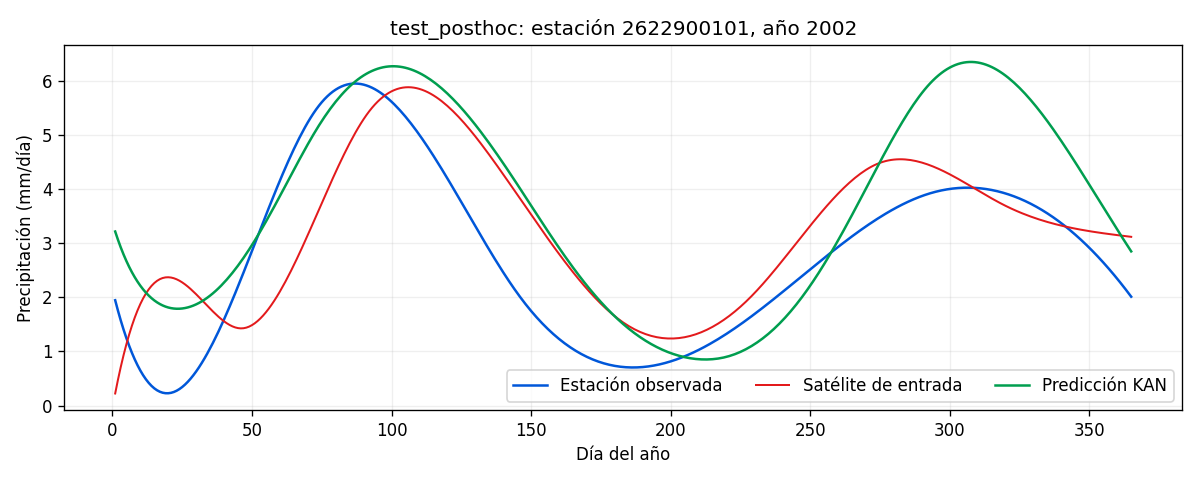 test_posthoc: estación 2622900101, año 2002
Precipitación (mm/día)
6
5
4
3
2
1
0
Estación observada Satélite de entrada Predicción KAN
0 50 100 150 200 250 300 350
Día del año